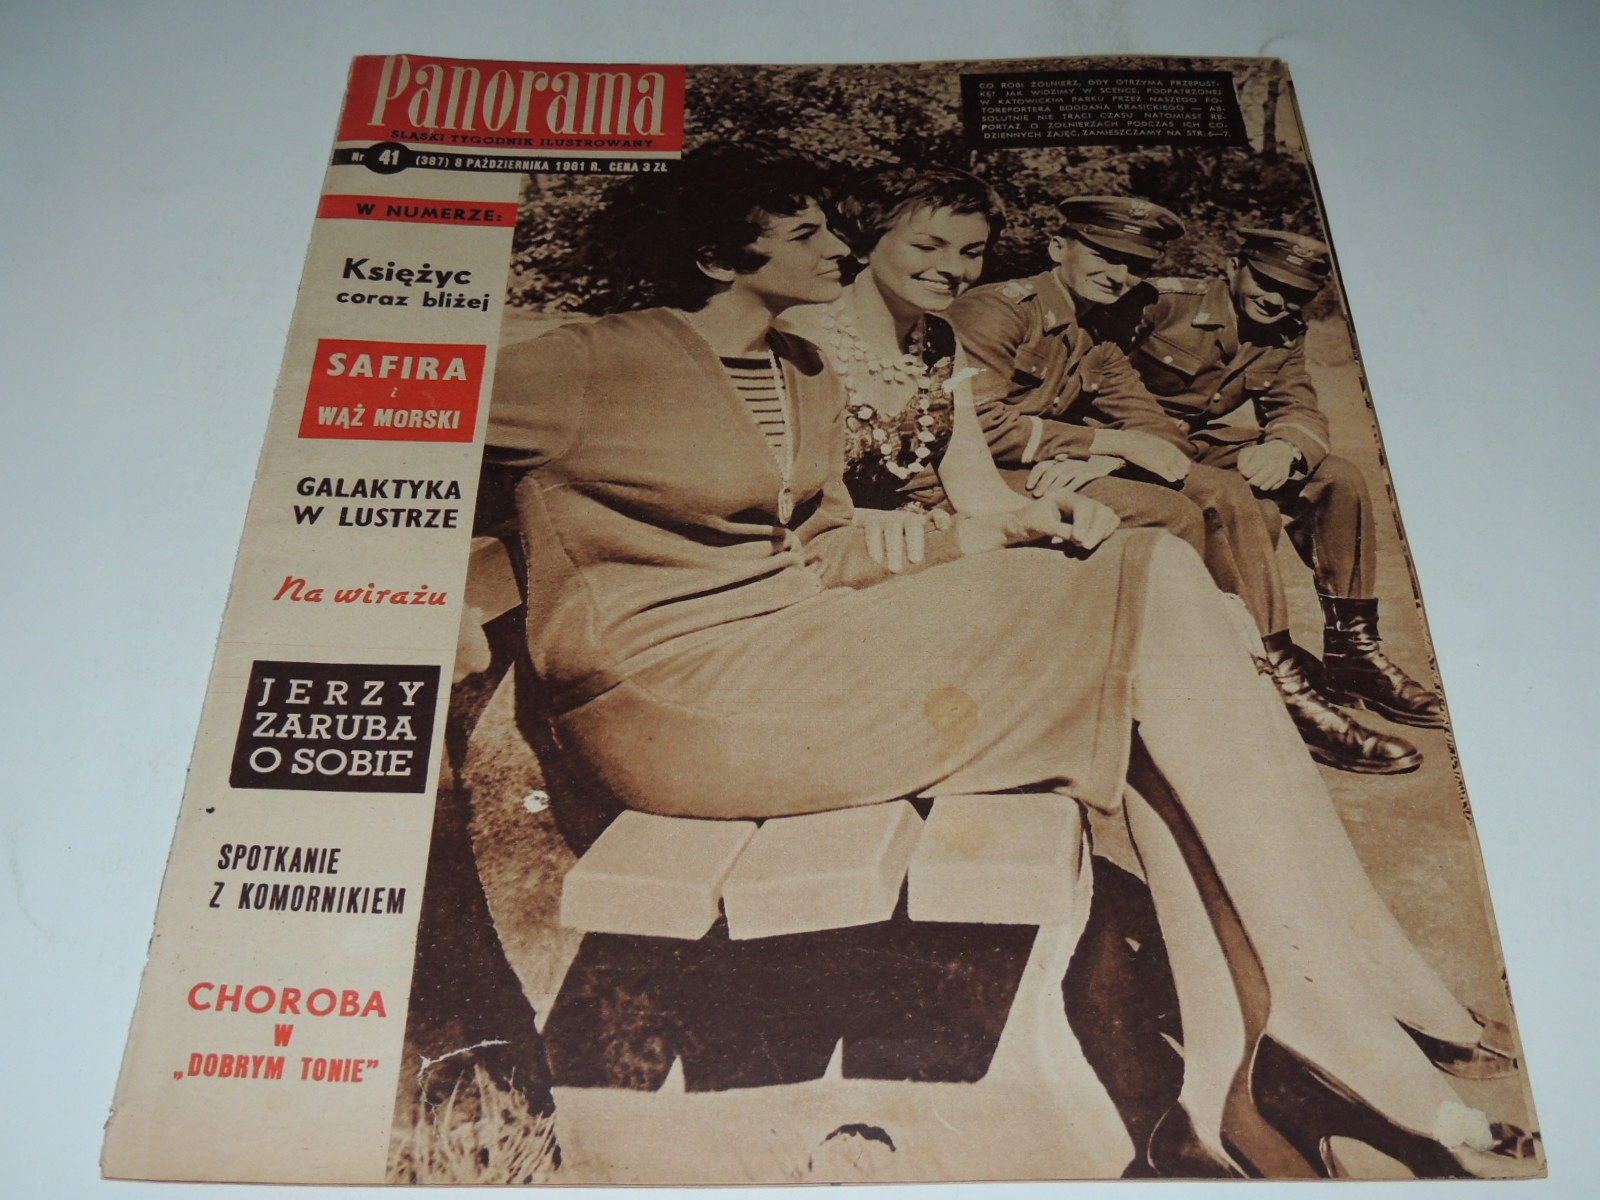 Panorama
ŚLĄSKI TYGODNIK ILUSTROWANY
Nr 41 (387) 8 PAŹDZIERNIKA 1961 R. CENA 3 ZŁ
CO ROBI ŻOŁNIERZ, GDY OTRZYMA PRZEPUST-
KĘ? JAK WIDZIMY W SCENCE, PODPATRZONEJ
W KATOWICKIM PARKU PRZEZ NASZEGO FO-
TOREPORTERA BOGDANA KRASICKIEGO — AB-
SOLUTNIE NIE TRACI CZASU NATOMIAST RE-
PORTAŻ O ŻOŁNIERZACH PODCZAS ICH CO-
DZIENNYCH ZAJĘĆ, ZAMIESZCZAMY NA STR. 6—7.
W NUMERZE:
Księżyc
coraz bliżej
SAFIRA
i
WĄŻ MORSKI
GALAKTYKA
W LUSTRZE
Na wirażu
JERZY
ZARUBA
O SOBIE
SPOTKANIE
Z KOMORNIKIEM
CHOROBA
W
„DOBRYM TONIE”